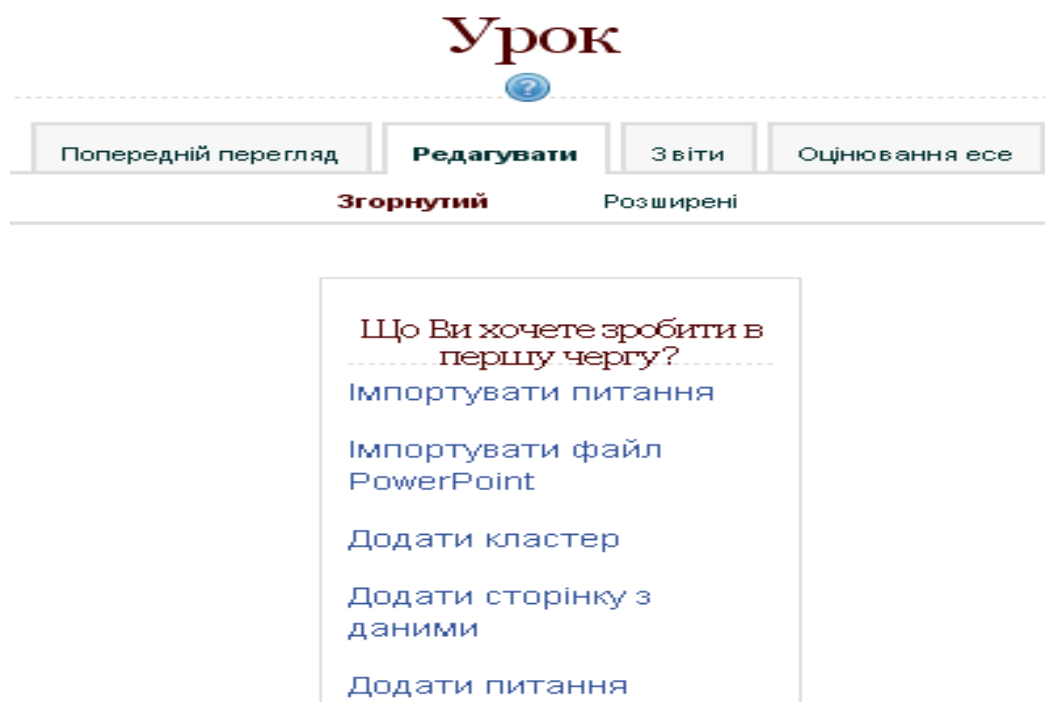 Урок
?
Попередній перегляд Редагувати Звіти Оцінювання есе
Згорнутий Розширені
Що Ви хочете зробити в
першу чергу?
Імпортувати питання
Імпортувати файл
PowerPoint
Додати кластер
Додати сторінку з
даними
Додати питання